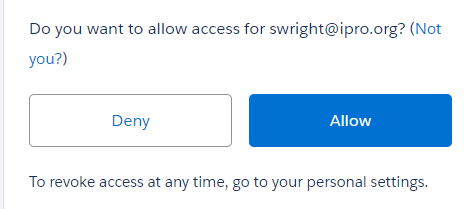 Do you want to allow access for swright@ipro.org? (Not
you?)
Deny
Allow
To revoke access at any time, go to your personal settings.